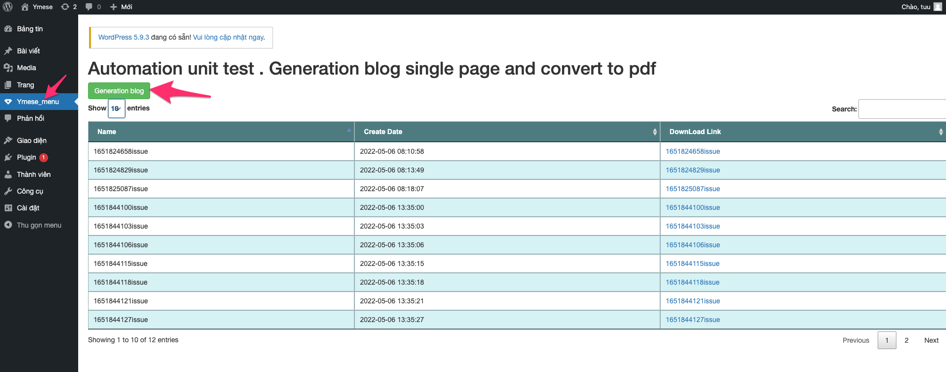 Ymese 2 0 Mới Chào, tuu
Bảng tin
Bài viết
Media
Trang
Ymese_menu
Phản hồi
Giao diện
Plugin 1
Thành viên
Công cụ
Cài đặt
Thu gọn menu
WordPress 5.9.3 đang có sẵn! Vui lòng cập nhật ngay.
Automation unit test . Generation blog single page and convert to pdf
Generation blog
Show 10 entries Search:
Name Create Date DownLoad Link
1651824658issue 2022-05-06 08:10:58 1651824658issue
1651824829issue 2022-05-06 08:13:49 1651824829issue
1651825087issue 2022-05-06 08:18:07 1651825087issue
1651844100issue 2022-05-06 13:35:00 1651844100issue
1651844103issue 2022-05-06 13:35:03 1651844103issue
1651844106issue 2022-05-06 13:35:06 1651844106issue
1651844115issue 2022-05-06 13:35:15 1651844115issue
1651844118issue 2022-05-06 13:35:18 1651844118issue
1651844121issue 2022-05-06 13:35:21 1651844121issue
1651844127issue 2022-05-06 13:35:27 1651844127issue
Showing 1 to 10 of 12 entries Previous 1 2 Next